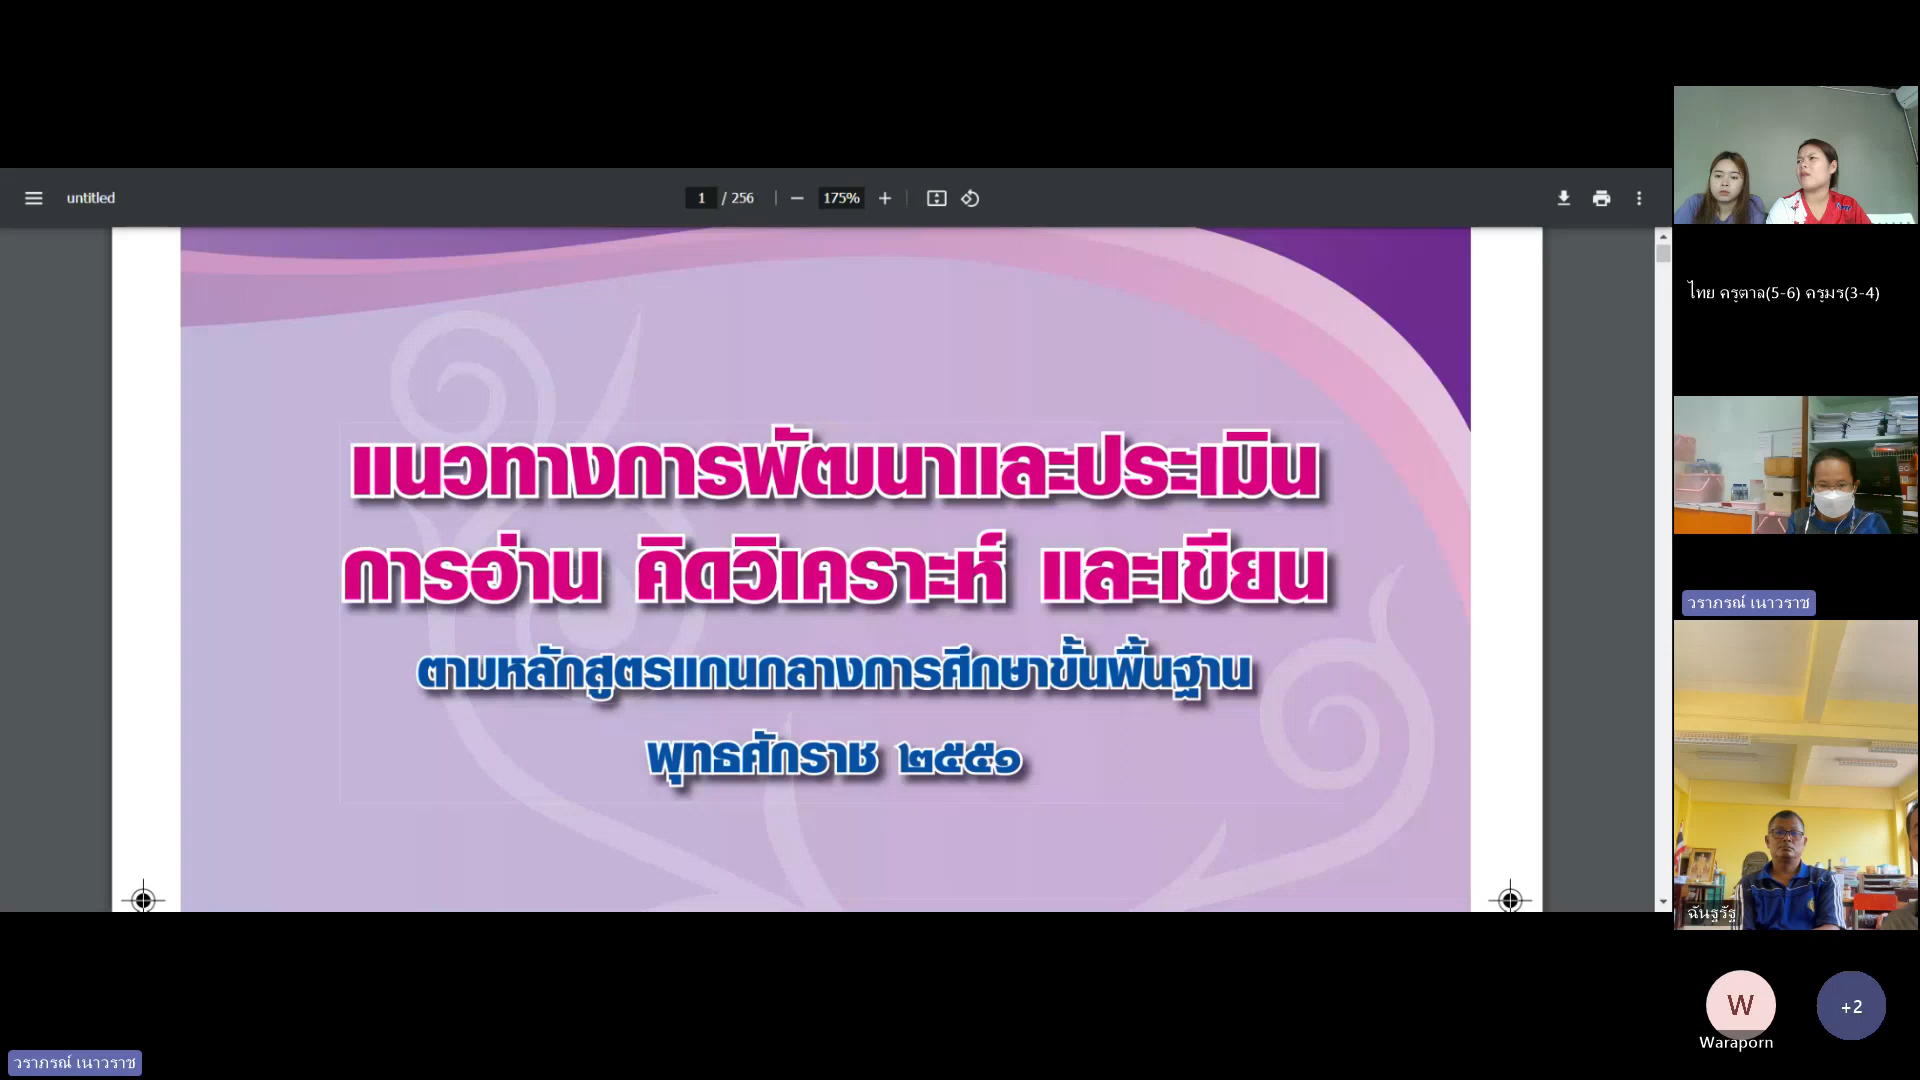 untitled
1 / 256
175%
แนวทางการพัฒนาและประเมิน
การอ่าน คิดวิเคราะห์ และเขียน
ตามหลักสูตรแกนกลางการศึกษาขั้นพื้นฐาน
พุทธศักราช ๒๕๕๑
ไทย ครูตาล(5-6) ครูมร(3-4)
วราภรณ์ เนาวราช
ฉันฐรัฐ
W
Waraporn
+2
วราภรณ์ เนาวราช